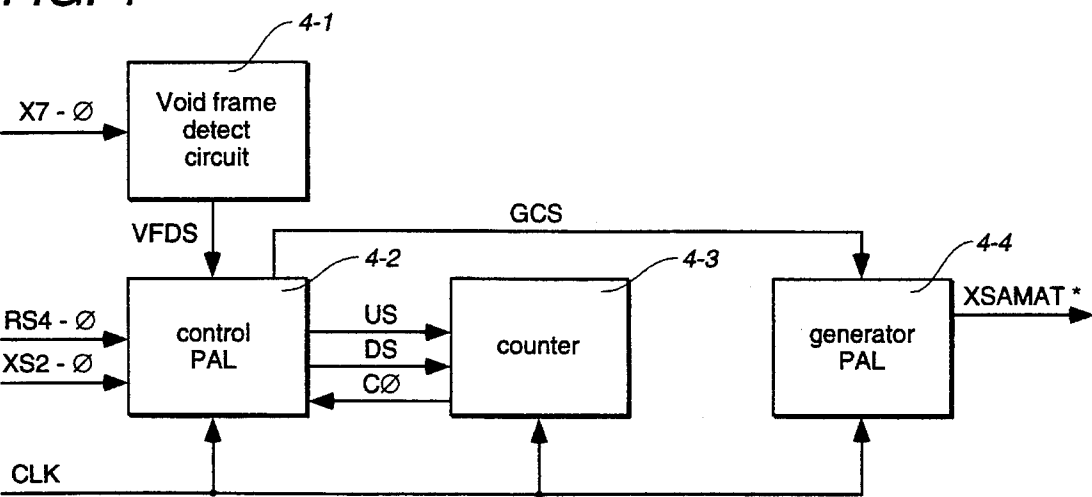 4-1
Void frame
detect
circuit
X7 - Ø
VFDS
GCS
4-2
4-3
4-4
RS4 - Ø
XS2 - Ø
control
PAL
US
DS
CØ
counter
generator
PAL
XSAMAT *
CLK